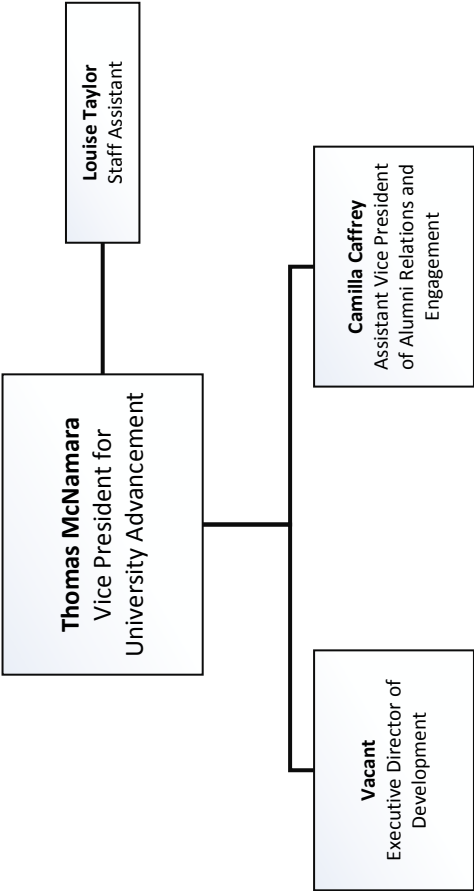 Thomas McNamara
Vice President for
University Advancement
Louise Taylor
Staff Assistant
Vacant
Executive Director of
Development
Camilla Caffrey
Assistant Vice President
of Alumni Relations and
Engagement